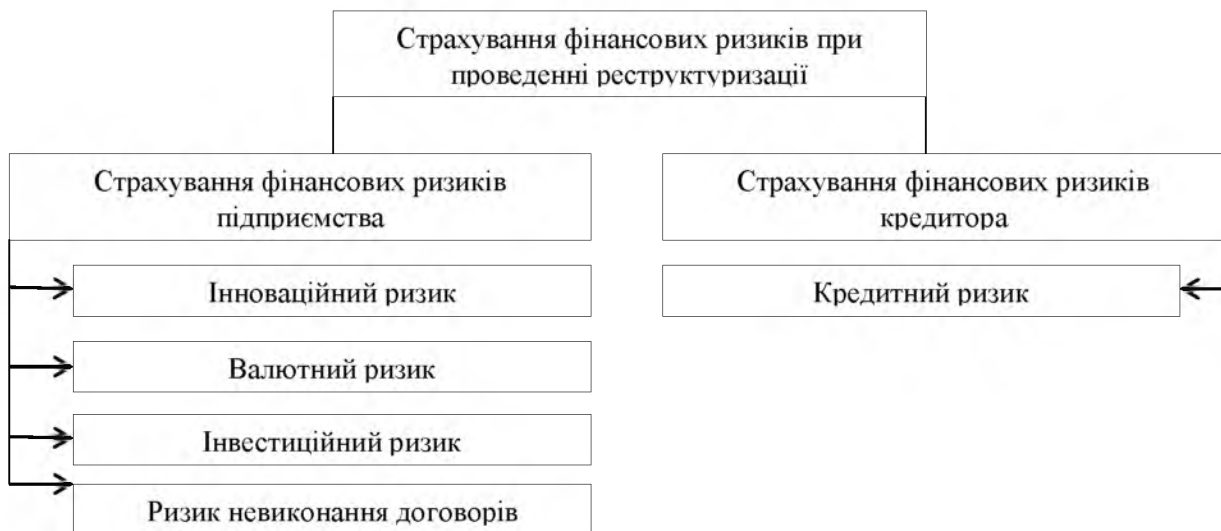 Страхування фінансових ризиків при
проведенні реструктуризації
Страхування фінансових ризиків
підприємства
Страхування фінансових ризиків
кредитора
Інноваційний ризик
Кредитний ризик
Валютний ризик
Інвестиційний ризик
Ризик невиконання договорів